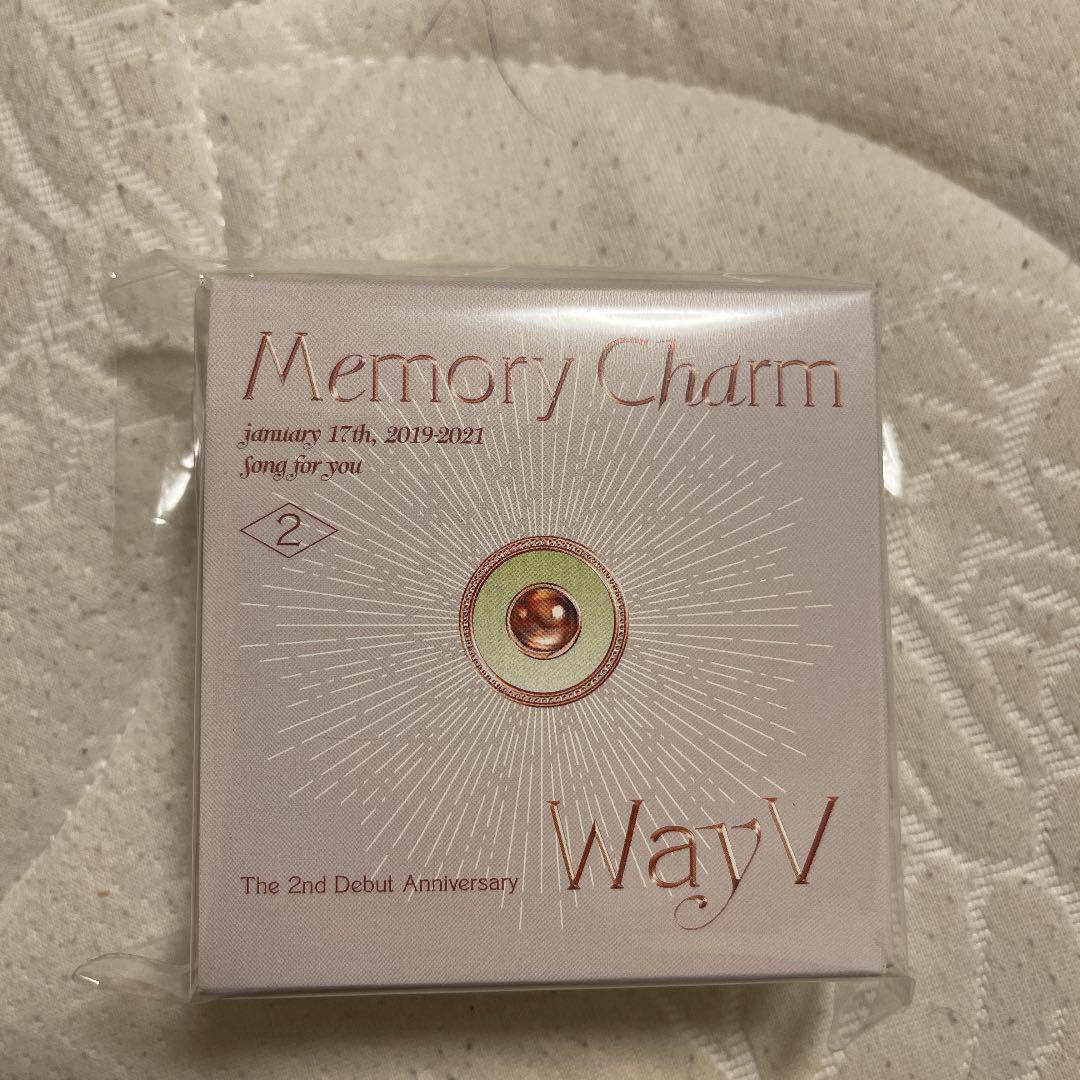 Memory Charm
january 17th, 2019-2021
Song for you
2
WayV
The 2nd Debut Anniversary